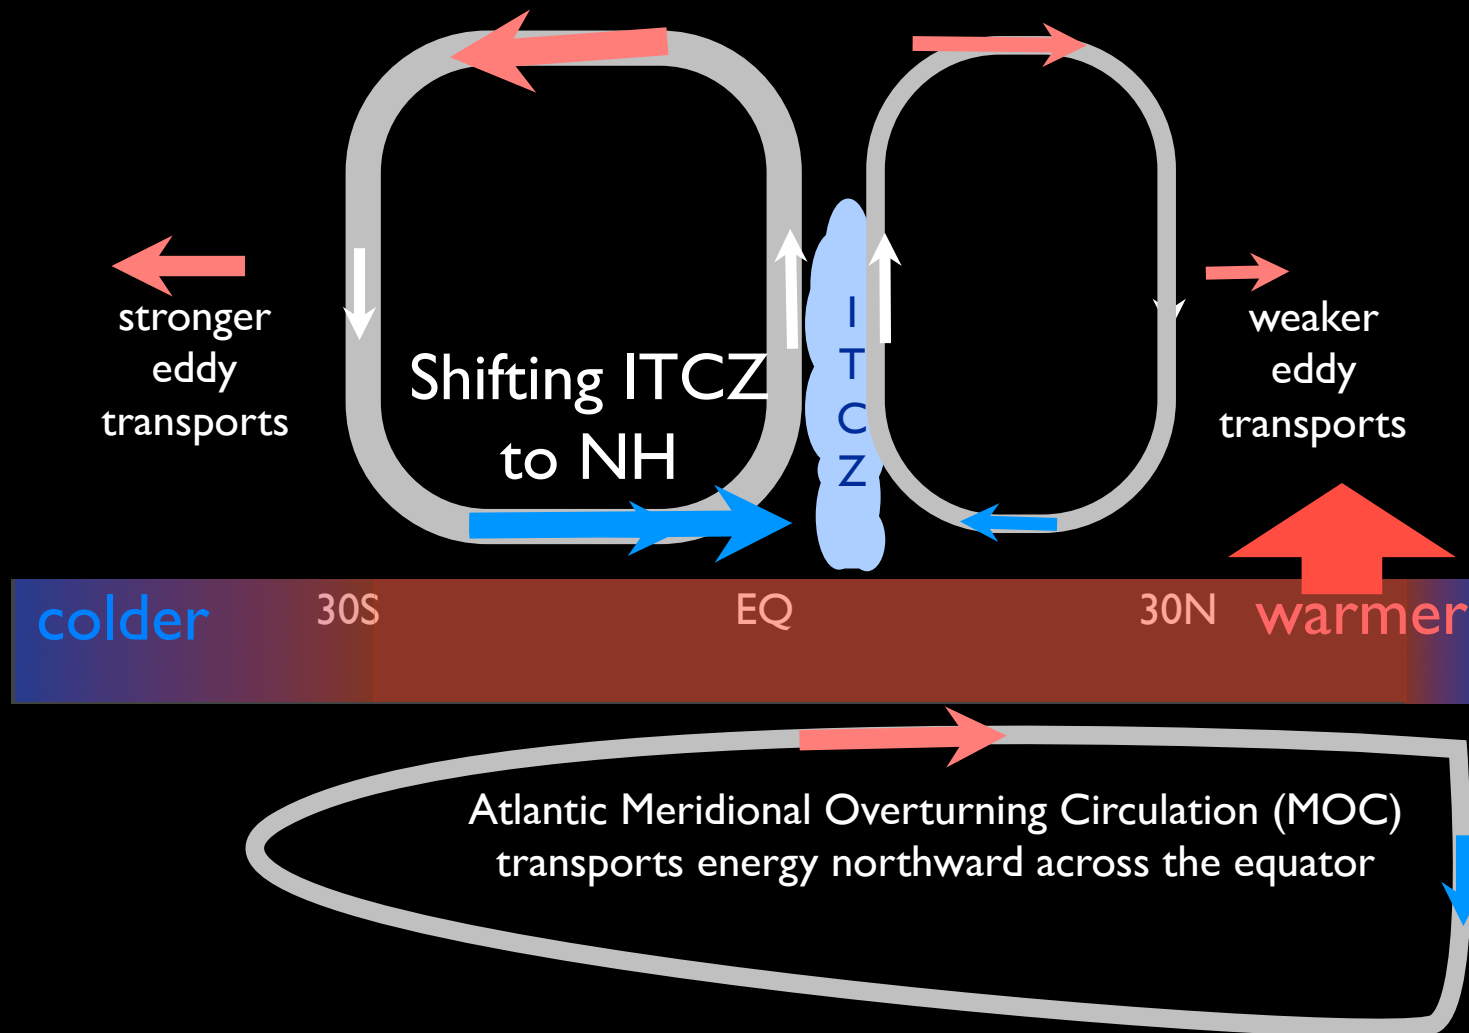 stronger
eddy
transports
Shifting ITCZ
to NH
I
T
C
Z
weaker
eddy
transports
colder
30S
EQ
30N
warmer
Atlantic Meridional Overturning Circulation (MOC)
transports energy northward across the equator